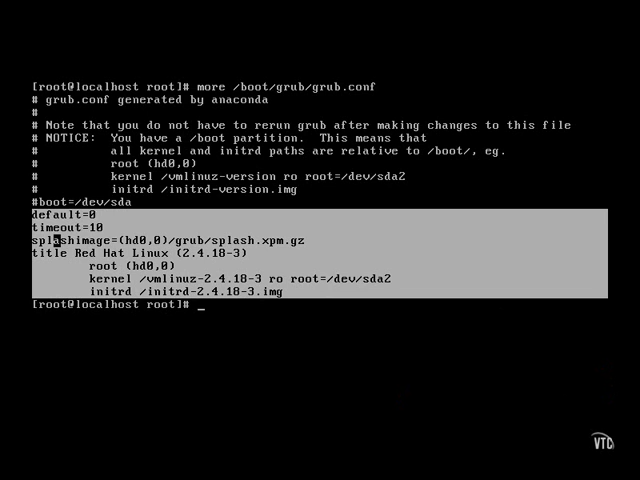 [root@localhost root]# more /boot/grub/grub.conf
# grub.conf generated by anaconda
#
# Note that you do not have to rerun grub after making changes to this file
# NOTICE:  You have a /boot partition.  This means that
#          all kernel and initrd paths are relative to /boot/, eg.
#          root (hd0,0)
#          kernel /vmlinuz-version ro root=/dev/sda2
#          initrd /initrd-version.img
#boot=/dev/sda
default=0
timeout=10
splashimage=(hd0,0)/grub/splash.xpm.gz
title Red Hat Linux (2.4.18-3)
        root (hd0,0)
        kernel /vmlinuz-2.4.18-3 ro root=/dev/sda2
        initrd /initrd-2.4.18-3.img
[root@localhost root]# _
VTC